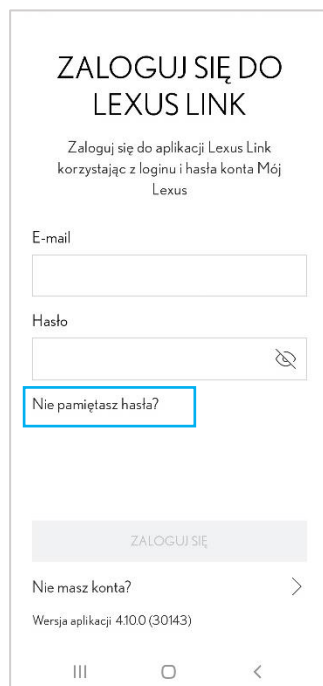 ZALOGUJ SIĘ DO
LEXUS LINK
Zaloguj się do aplikacji Lexus Link
korzystając z loginu i hasła konta Mój
Lexus
E-mail
Hasło
Nie pamiętasz hasła?
ZALOGUJ SIĘ
Nie masz konta?
Wersja aplikacji 4.10.0 (30143)